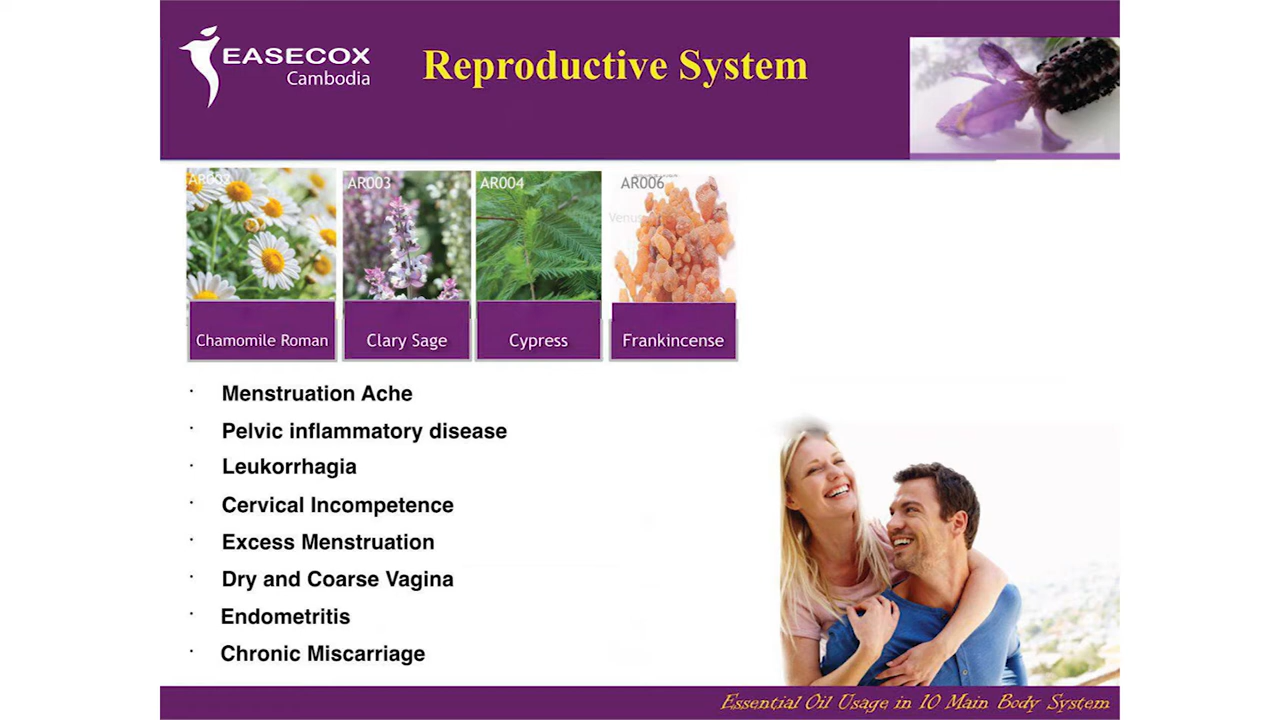 EASECOX
Cambodia
Reproductive System
AR002
AR003
AR004
AR006
Venus
Chamomile Roman
Clary Sage
Cypress
Frankincense
· Menstruation Ache
· Pelvic inflammatory disease
· Leukorrhagia
· Cervical Incompetence
· Excess Menstruation
· Dry and Coarse Vagina
· Endometritis
· Chronic Miscarriage
Essential Oil Usage in 10 Main Body System